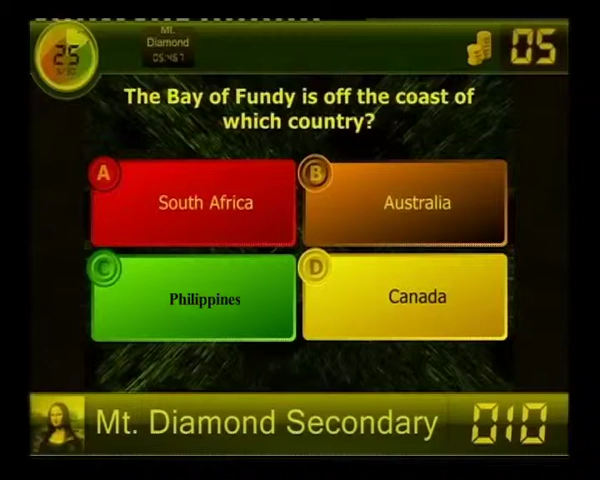 25
Mt.
Diamond
05
The Bay of Fundy is off the coast of
which country?
A
South Africa
B
Australia
C
Philippines
D
Canada
Mt. Diamond Secondary
010